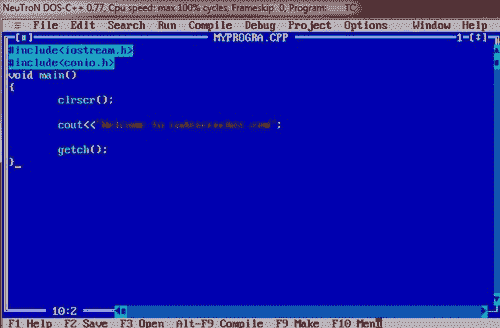 NeuTroN DOS-C++ 0.77, Cpu speed: max 100% cycles, Frameskip 0, Program: TC
≡ File Edit Search Run Compile Debug Project Options Window Help
[■] MYPROGRA.CPP 1=[↕]
#include<iostream.h>
#include<conio.h>
void main()
{
clrscr();
cout<<"Welcome to";
getch();
}
10:2
F1 Help F2 Save F3 Open Alt-F9 Compile F9 Make F10 Menu